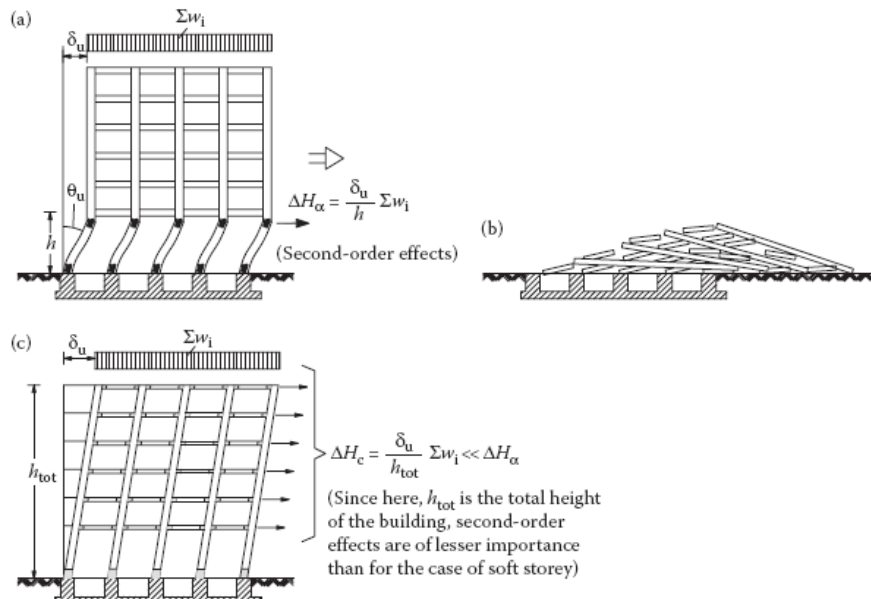 (a)
Σwi
δu
θu
h
ΔHα = δu/h Σwi
(Second-order effects)
(b)
(c)
Σwi
δu
htot
ΔHc = δu/htot Σwi << ΔHα
(Since here, htot is the total height
of the building, second-order
effects are of lesser importance
than for the case of soft storey)